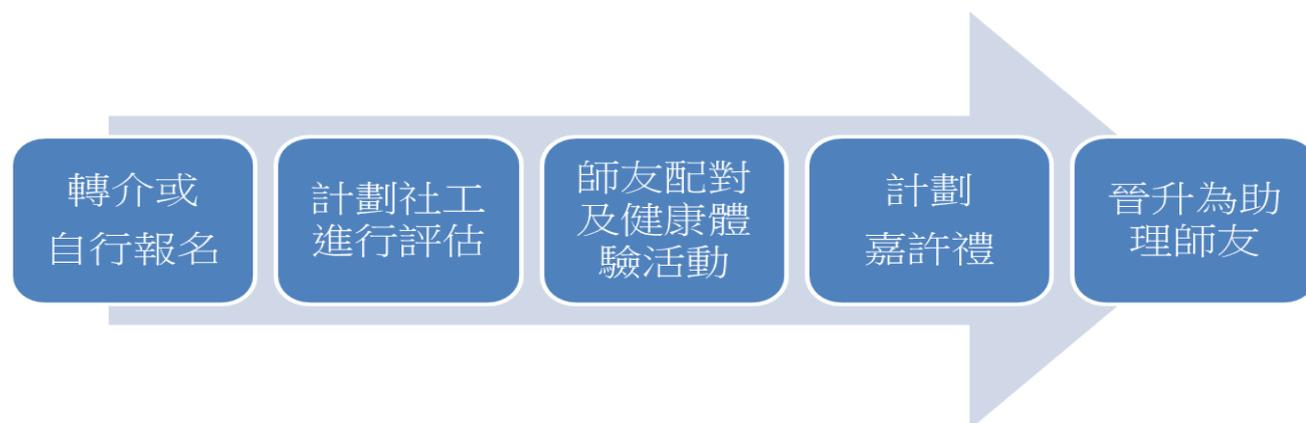 轉介或
自行報名
計劃社工
進行評估
師友配對
及健康體
驗活動
計劃
嘉許禮
晉升為助
理師友